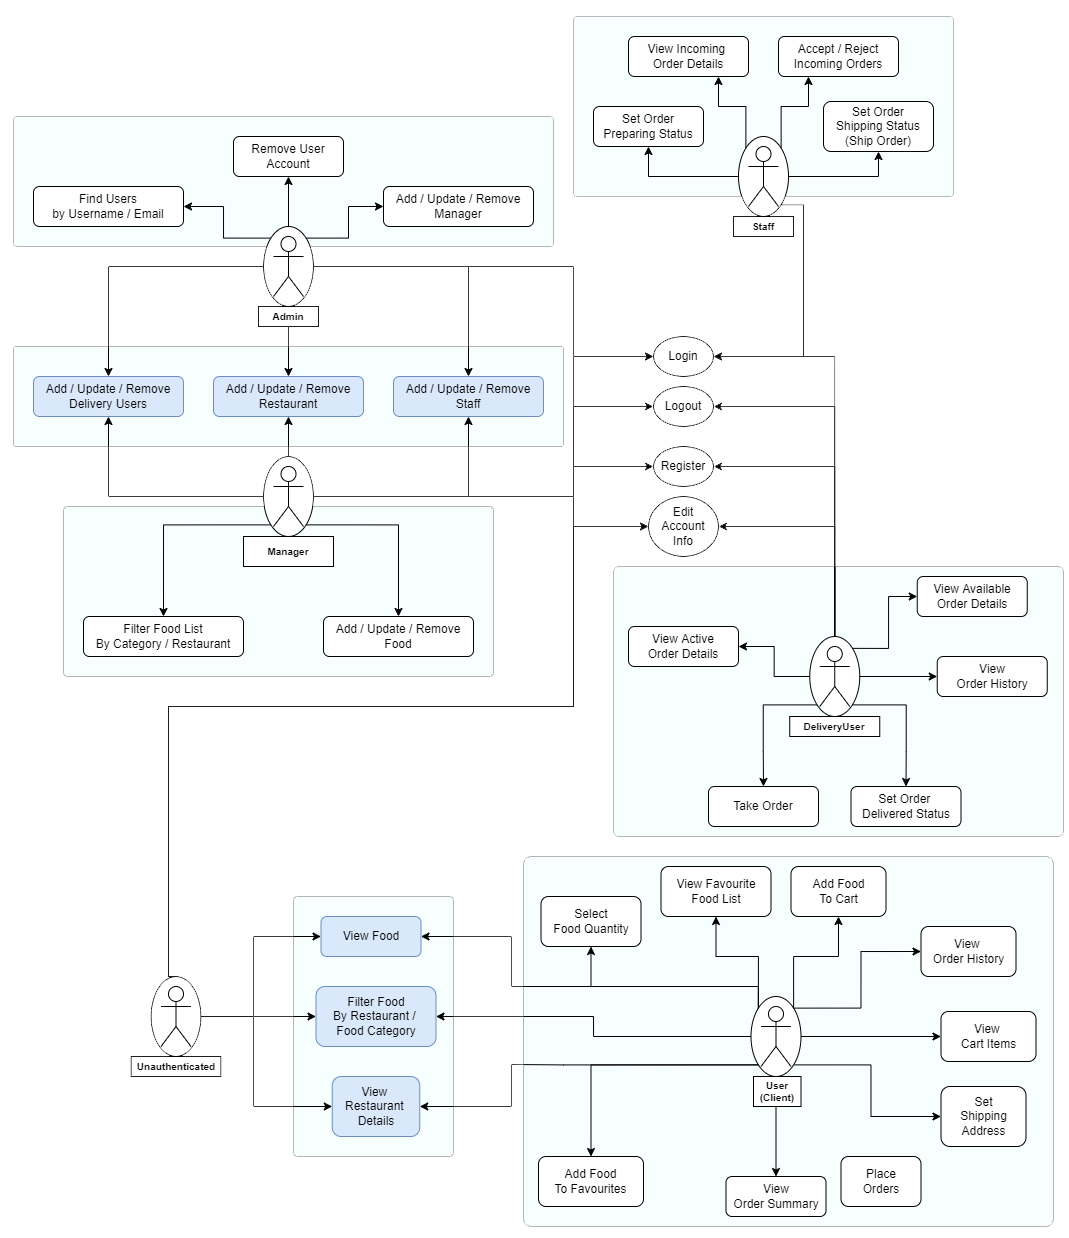 View Incoming
Order Details
Accept / Reject
Incoming Orders
Set Order
Preparing Status
Set Order
Shipping Status
(Ship Order)
Staff
Remove User
Account
Find Users
by Username / Email
Add / Update / Remove
Manager
Admin
Add / Update / Remove
Delivery Users
Add / Update / Remove
Restaurant
Add / Update / Remove
Staff
Login
Logout
Register
Edit
Account
Info
Manager
Filter Food List
By Category / Restaurant
Add / Update / Remove
Food
View Available
Order Details
View Active
Order Details
View
Order History
DeliveryUser
Take Order
Set Order
Delivered Status
View Favourite
Food List
Add Food
To Cart
Select
Food Quantity
View
Order History
View Food
Filter Food
By Restaurant /
Food Category
View
Restaurant
Details
Unauthenticated
View
Cart Items
User
(Client)
Set
Shipping
Address
Add Food
To Favourites
View
Order Summary
Place
Orders